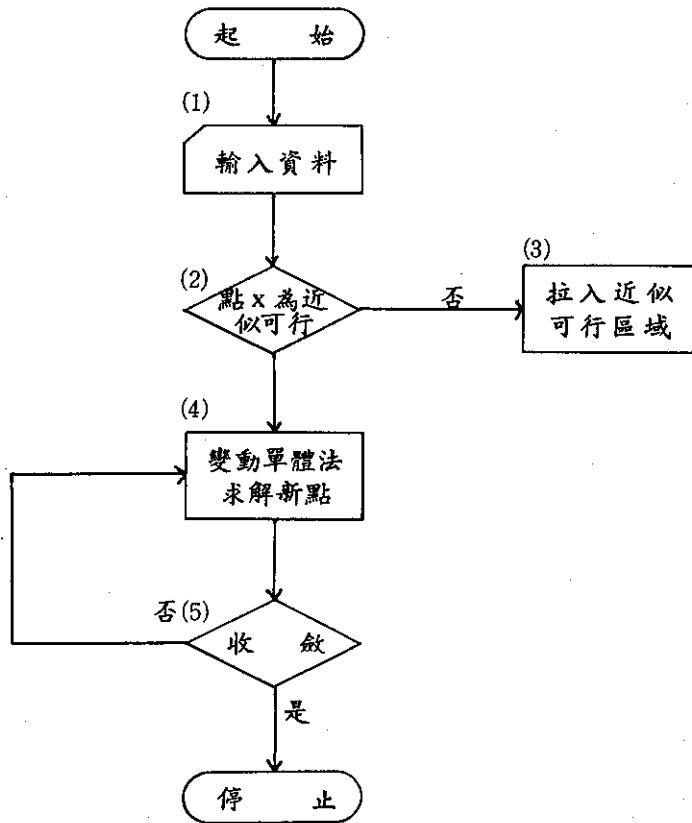 起 始
(1)
輸入資料
(2)
點 x 為近
似可行
否
(3)
拉入近似
可行區域
(4)
變動單體法
求解新點
否(5)
收 斂
是
停 止